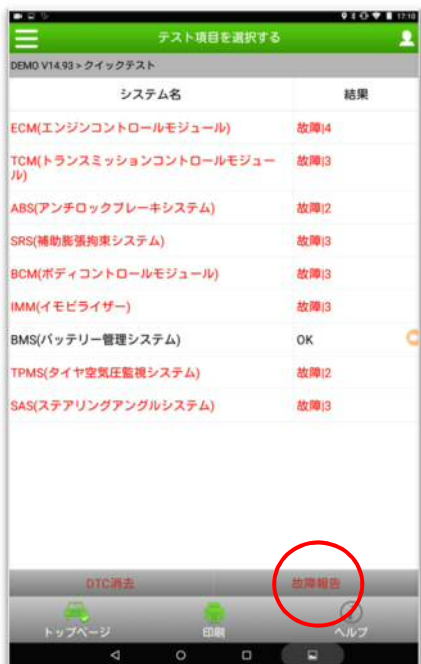 17:10
テスト項目を選択する
DEMO V14.93 > クイックテスト
システム名 結果
ECM(エンジンコントロールモジュール) 故障|4
TCM(トランスミッションコントロールモジュー 故障|3
ル)
ABS(アンチロックブレーキシステム) 故障|2
SRS(補助膨張拘束システム) 故障|3
BCM(ボディコントロールモジュール) 故障|3
IMM(イモビライザー) 故障|3
BMS(バッテリー管理システム) OK
TPMS(タイヤ空気圧監視システム) 故障|2
SAS(ステアリングアングルシステム) 故障|3
DTC消去 故障報告
トップページ 印刷 ヘルプ